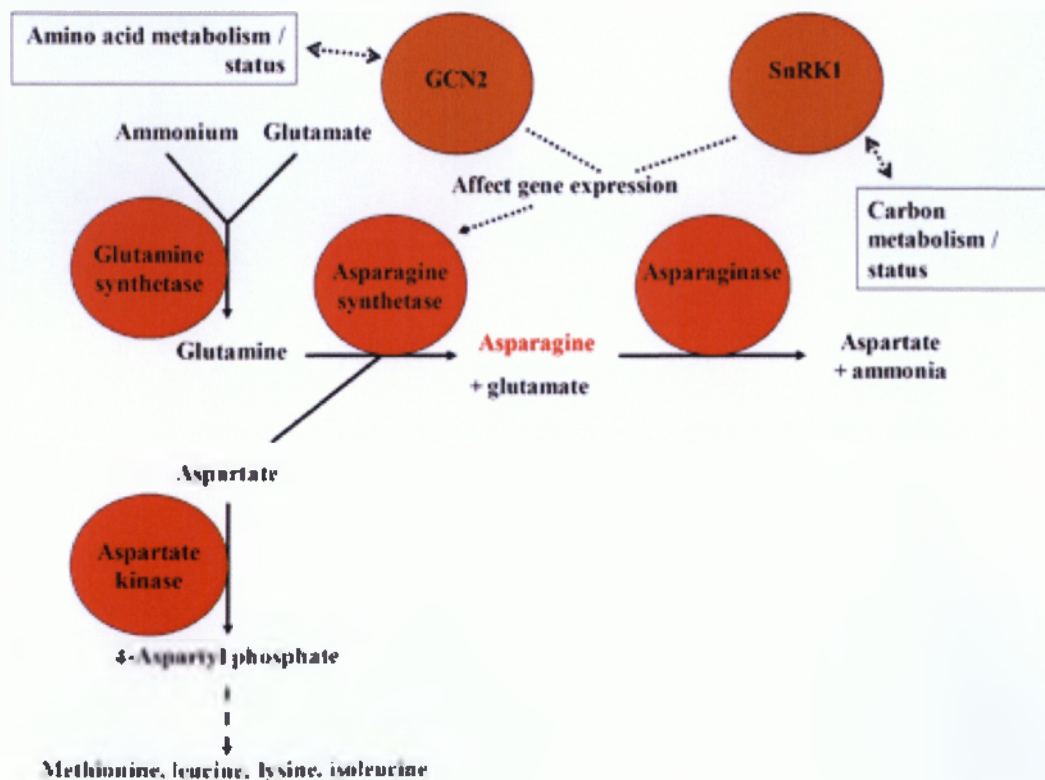 Amino acid metabolism /
status
GCN2
SnRK1
Ammonium
Glutamate
Affect gene expression
Carbon
metabolism /
status
Glutamine
synthetase
Asparagine
synthetase
Asparaginase
Glutamine
Asparagine
+ glutamate
Aspartate
+ ammonia
Aspartate
Aspartate
kinase
4-Aspartyl phosphate
Methionine, leucine, lysine, isoleucine